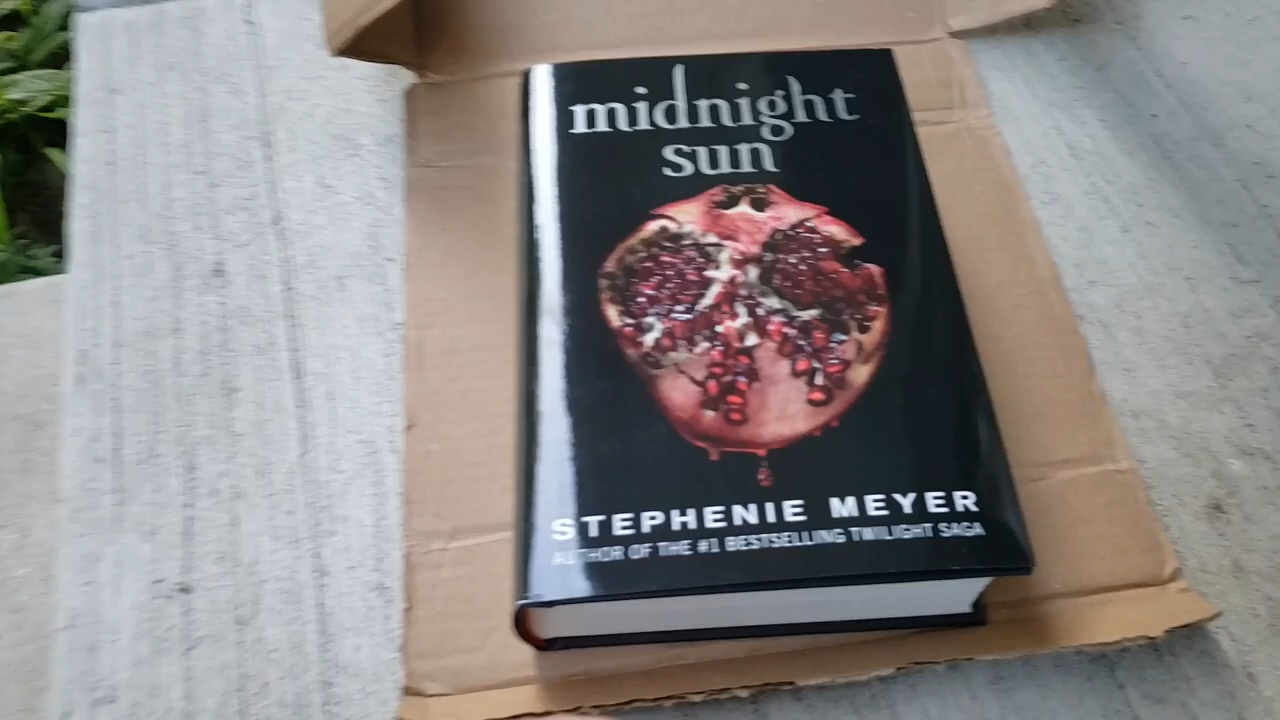 midnight
sun
STEPHENIE MEYER
AUTHOR OF THE #1 BESTSELLING TWILIGHT SAGA